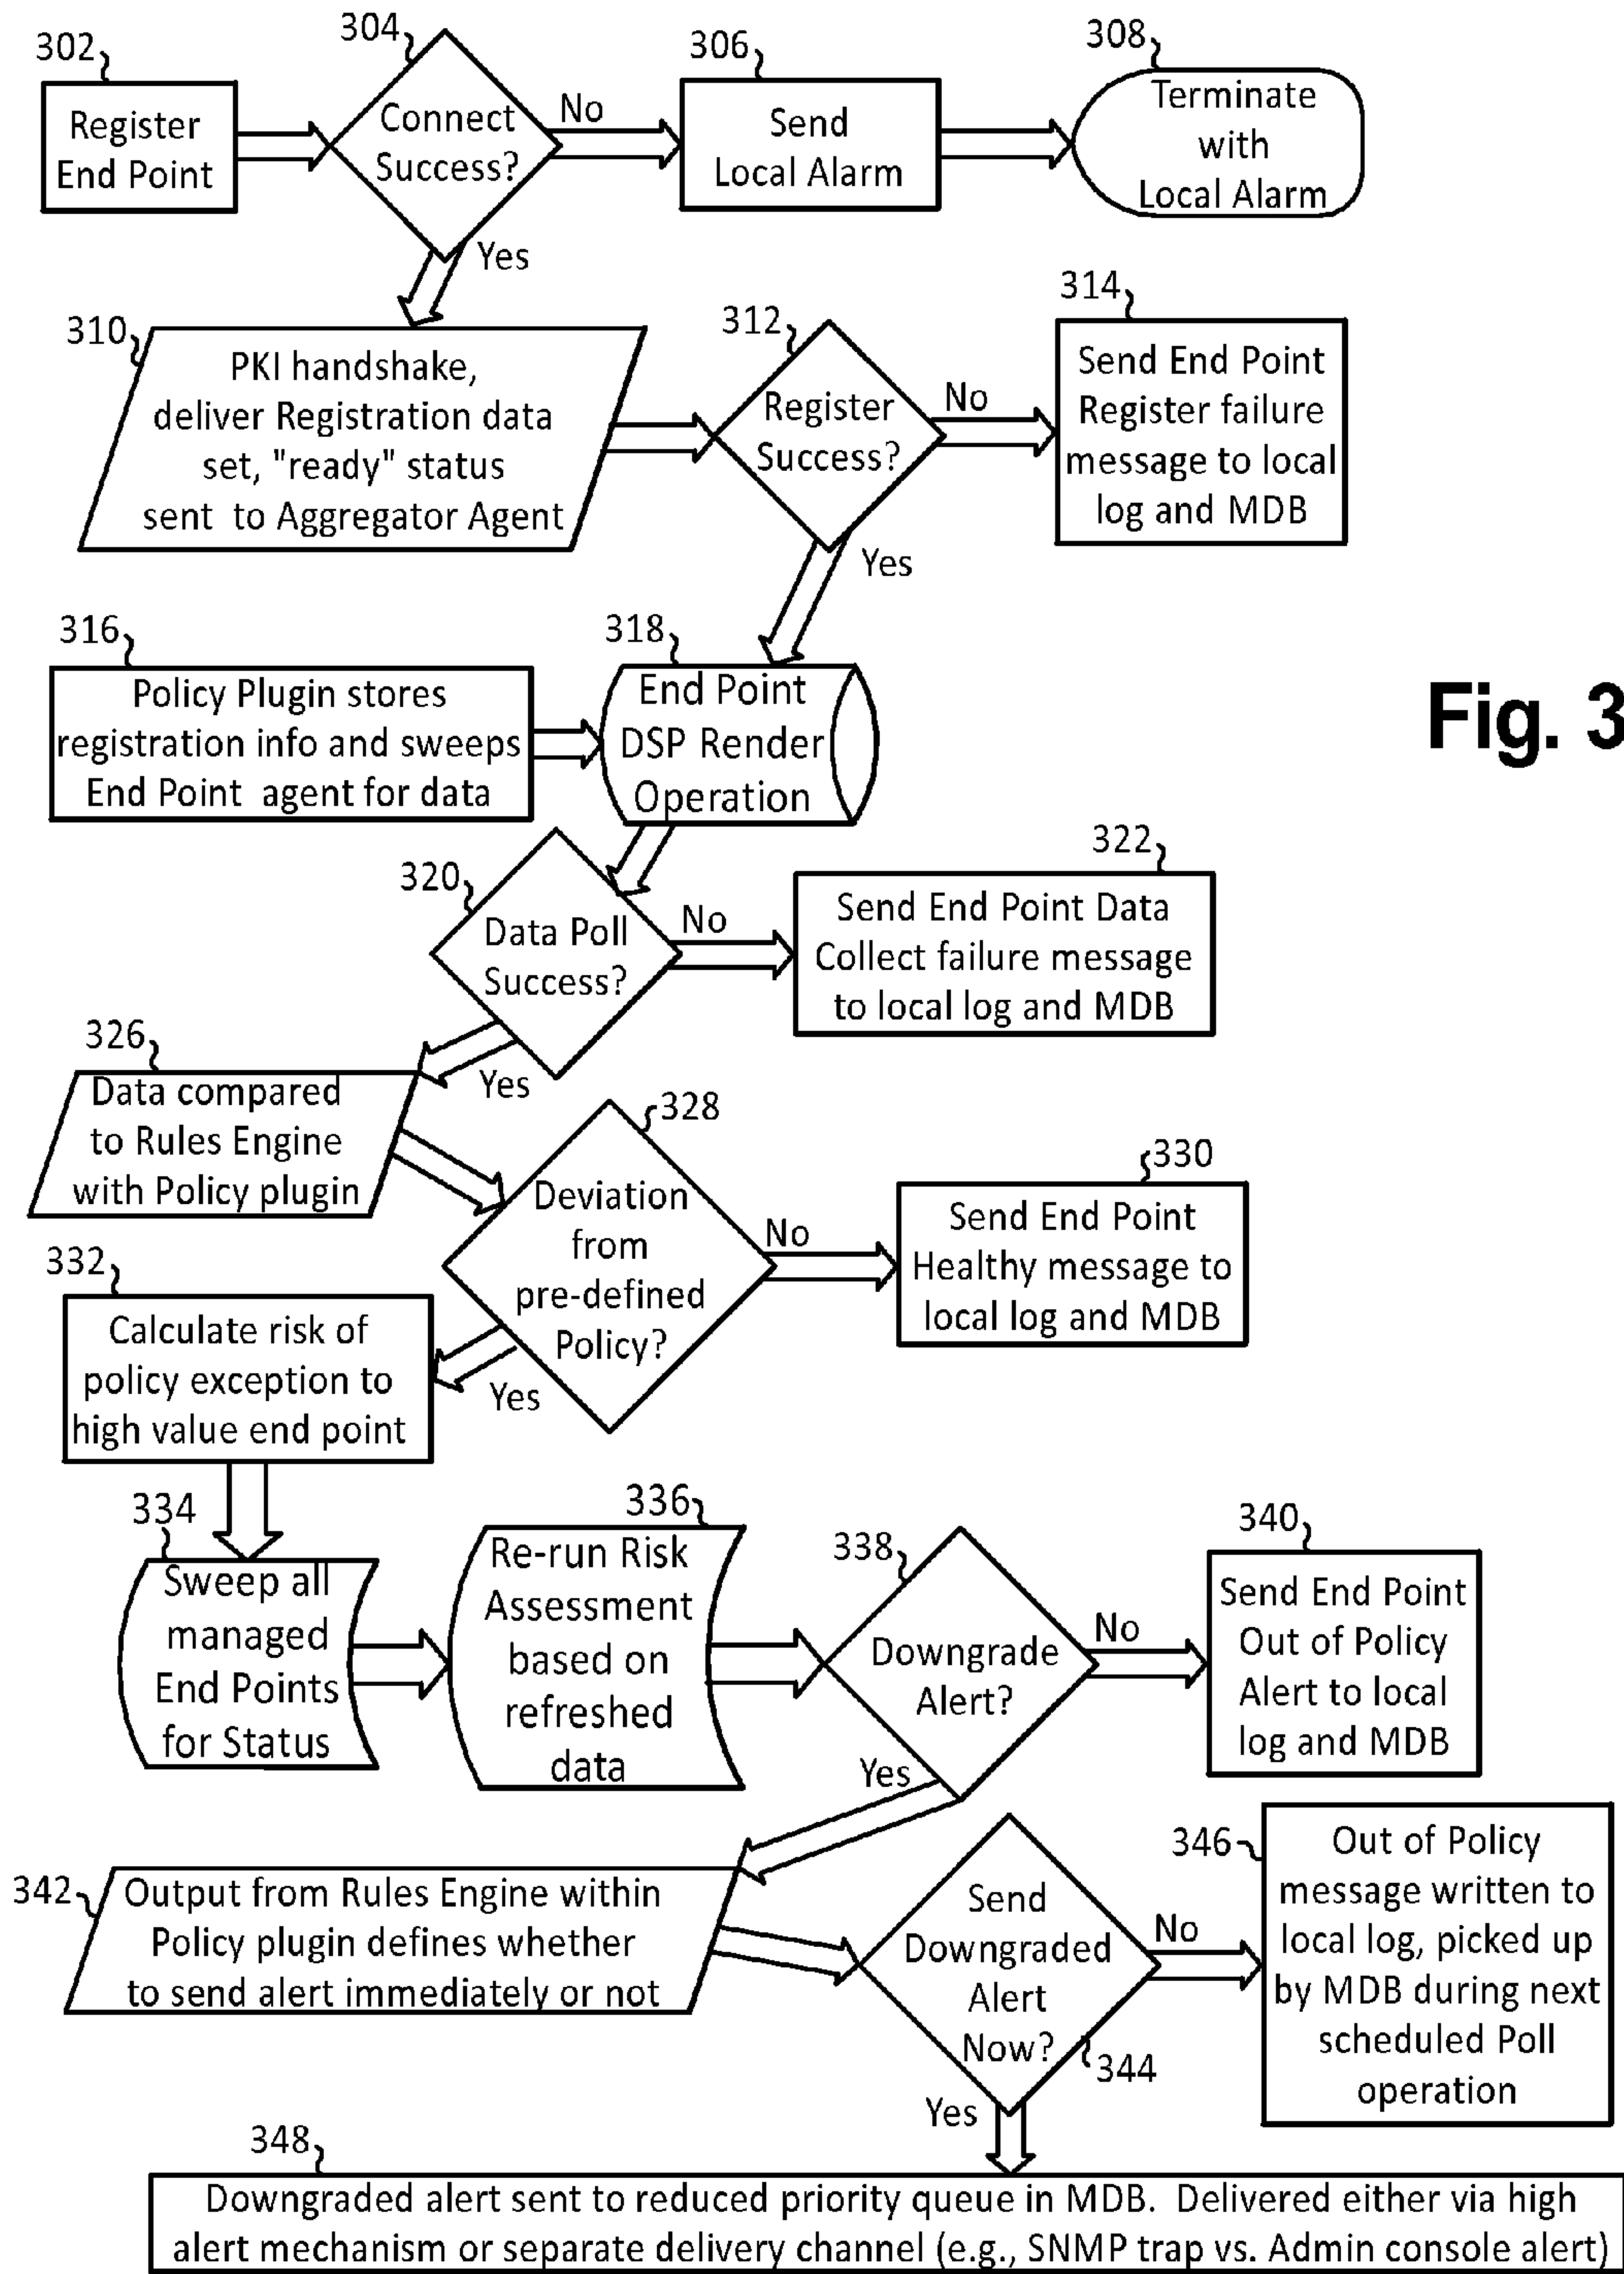 302
Register
End Point
304
Connect
Success?
No
306
Send
Local Alarm
308
Terminate
with
Local Alarm
Yes
310
PKI handshake,
deliver Registration data
set, "ready" status
sent to Aggregator Agent
312
Register
Success?
No
314
Send End Point
Register failure
message to local
log and MDB
Yes
316
Policy Plugin stores
registration info and sweeps
End Point agent for data
318
End Point
DSP Render
Operation
Fig. 3
320
Data Poll
Success?
No
322
Send End Point Data
Collect failure message
to local log and MDB
Yes
326
Data compared
to Rules Engine
with Policy plugin
328
Deviation
from
pre-defined
Policy?
No
330
Send End Point
Healthy message to
local log and MDB
Yes
332
Calculate risk of
policy exception to
high value end point
334
Sweep all
managed
End Points
for Status
336
Re-run Risk
Assessment
based on
refreshed
data
338
Downgrade
Alert?
No
340
Send End Point
Out of Policy
Alert to local
log and MDB
Yes
342
Output from Rules Engine within
Policy plugin defines whether
to send alert immediately or not
Send
Downgraded
Alert
Now?
344
No
346
Out of Policy
message written to
local log, picked up
by MDB during next
scheduled Poll
operation
Yes
348
Downgraded alert sent to reduced priority queue in MDB. Delivered either via high
alert mechanism or separate delivery channel (e.g., SNMP trap vs. Admin console alert)